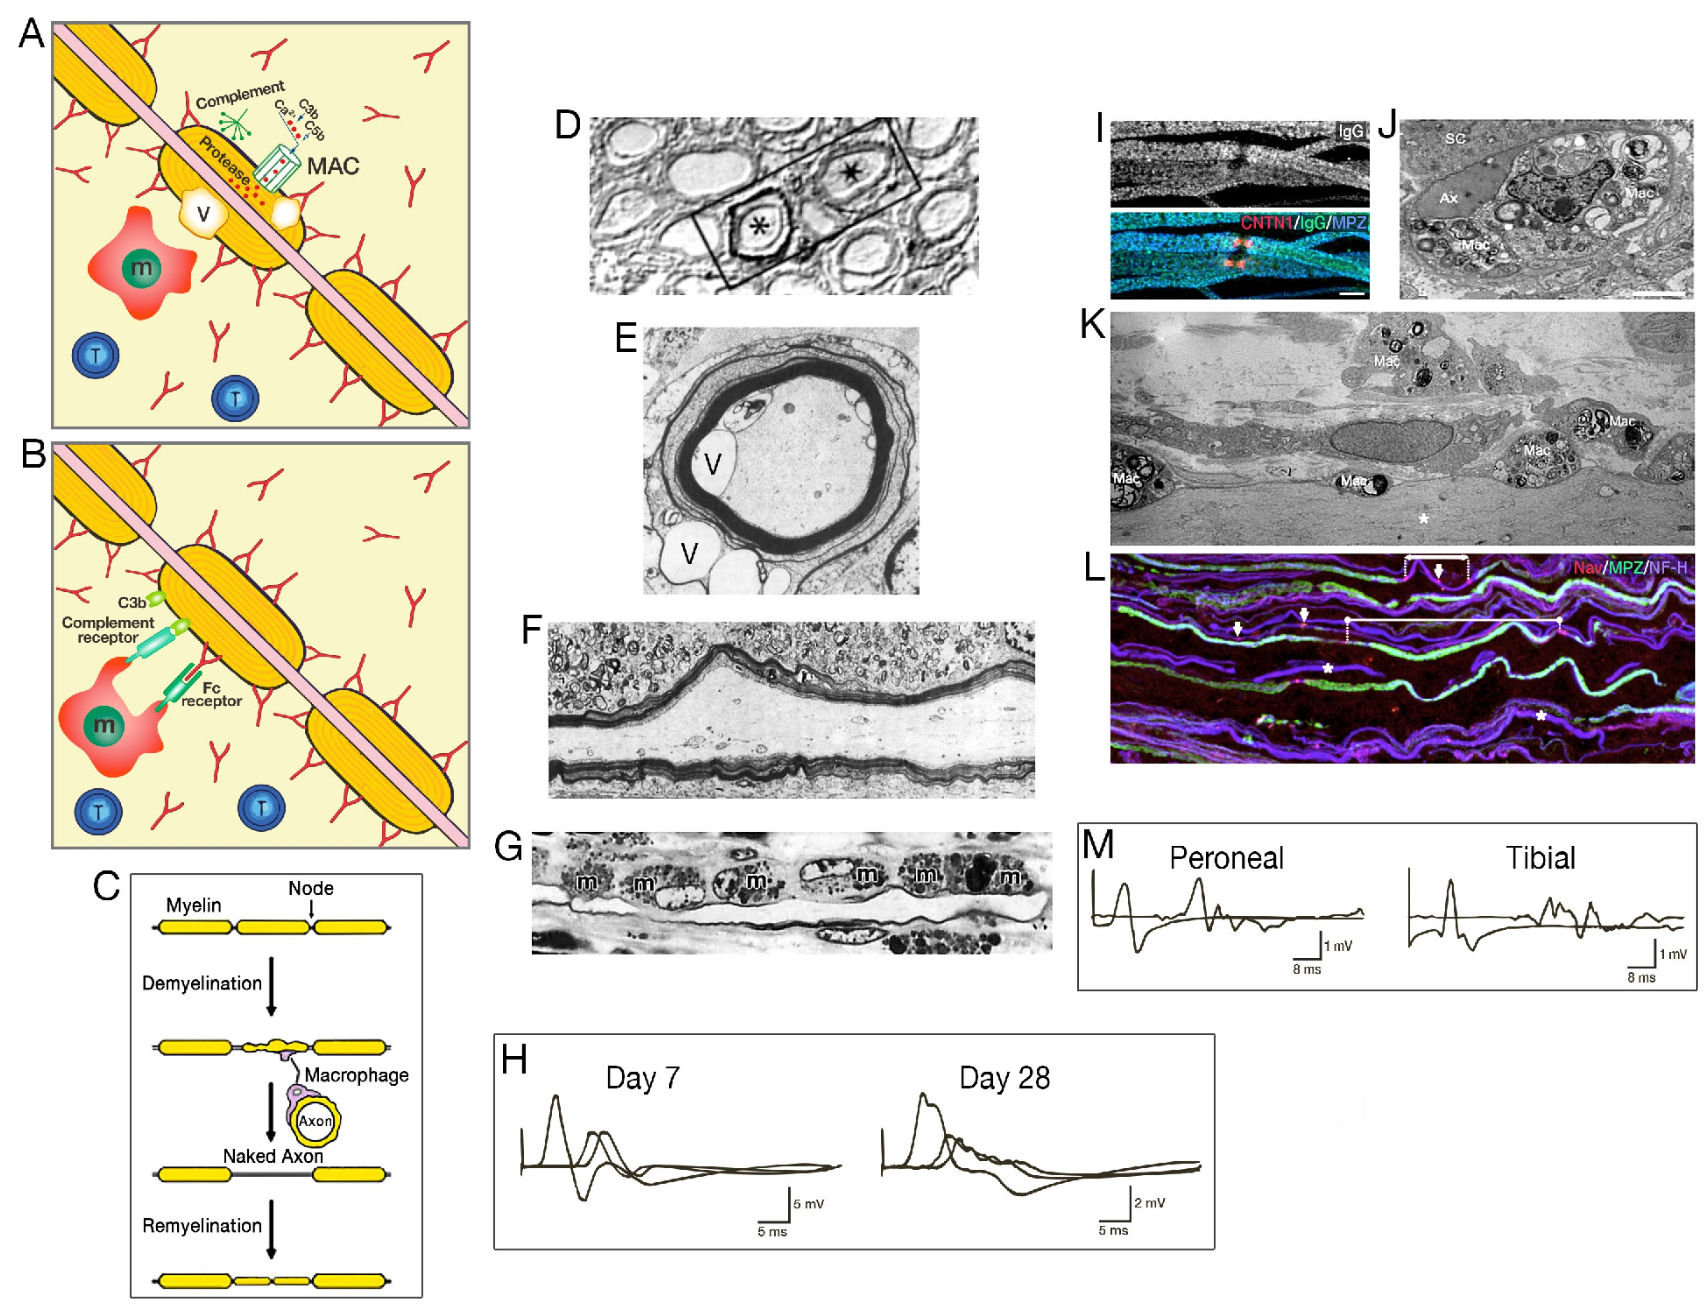 A
Complement
Ca2+
C3b
C5b
Protease
MAC
V
m
T
T
B
C3b
Complement
receptor
Fc
receptor
m
T
T
C
Node
Myelin
Demyelination
Macrophage
Axon
Naked Axon
Remyelination
D
*
*
E
V
V
F
G
m
m
m
m
m
m
H
Day 7
Day 28
5 mV
5 ms
2 mV
5 ms
I
IgG
CNTN1/IgG/MPZ
J
SC
Mac
Ax
Mac
K
Mac
Mac
Mac
Mac
Mac
*
L
Nav/MPZ/NF-H
*
*
M
Peroneal
Tibial
1 mV
8 ms
1 mV
8 ms